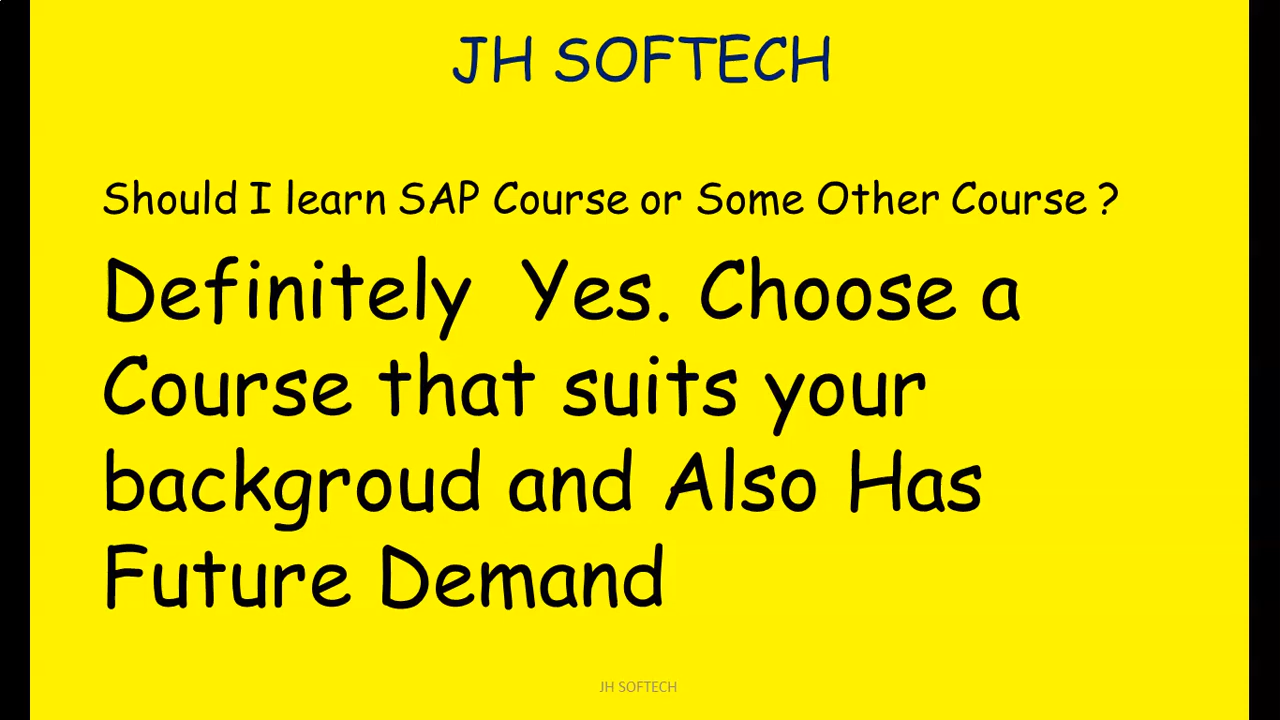 JH SOFTECH
Should I learn SAP Course or Some Other Course ?
Definitely  Yes. Choose a
Course that suits your
backgroud and Also Has
Future Demand
JH SOFTECH